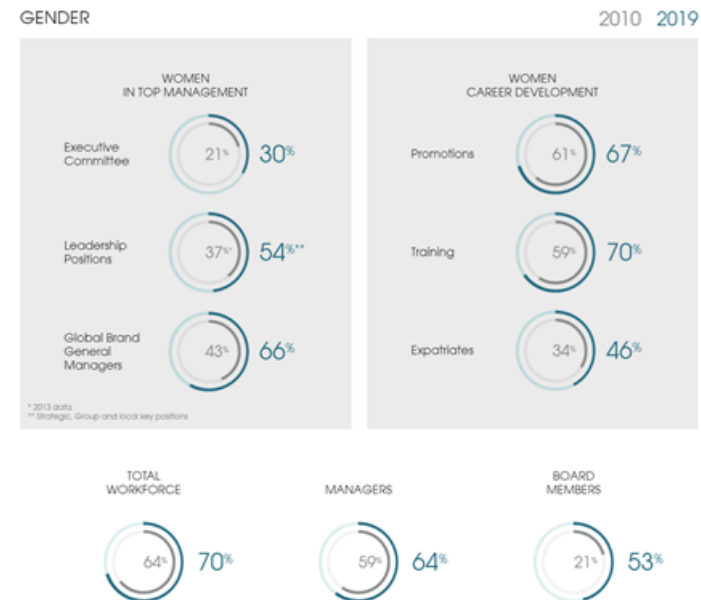 GENDER
2010 2019
WOMEN
IN TOP MANAGEMENT
Executive
Committee
21%
30%
Leadership
Positions
37%*
54%**
Global Brand
General
Managers
43%
66%
* 2013 data
** Strategic, Group and local key positions
WOMEN
CAREER DEVELOPMENT
Promotions
61%
67%
Training
59%
70%
Expatriates
34%
46%
TOTAL
WORKFORCE
64%
70%
MANAGERS
59%
64%
BOARD
MEMBERS
21%
53%